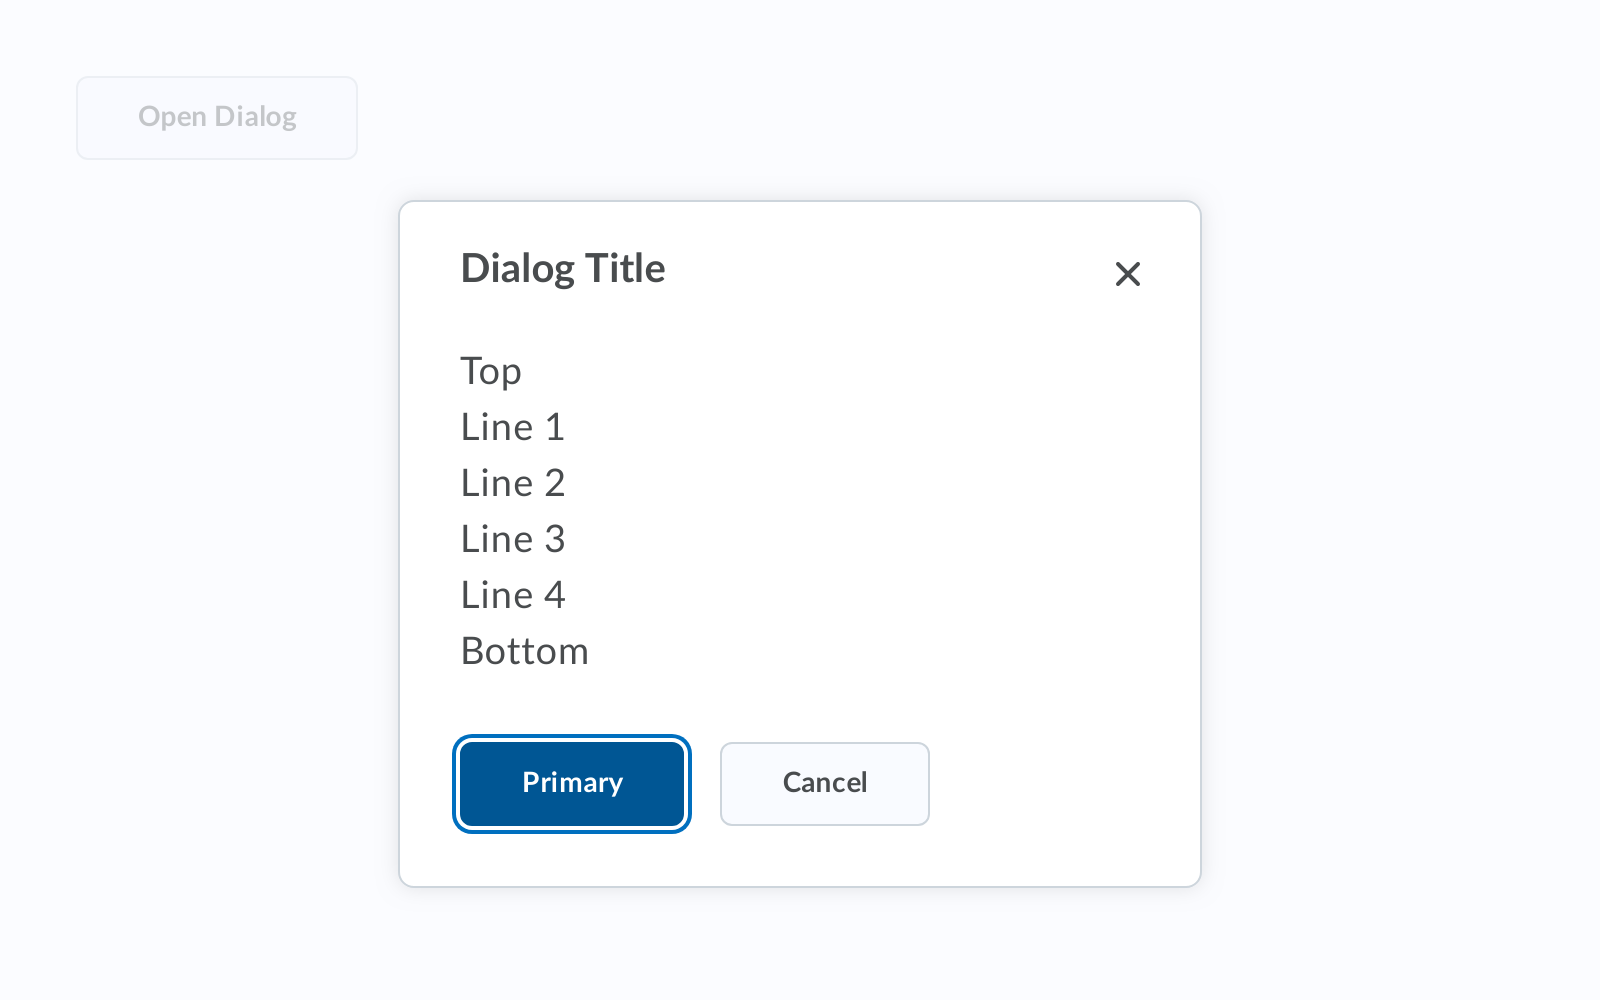 Open Dialog
Dialog Title
Top
Line 1
Line 2
Line 3
Line 4
Bottom
Primary
Cancel